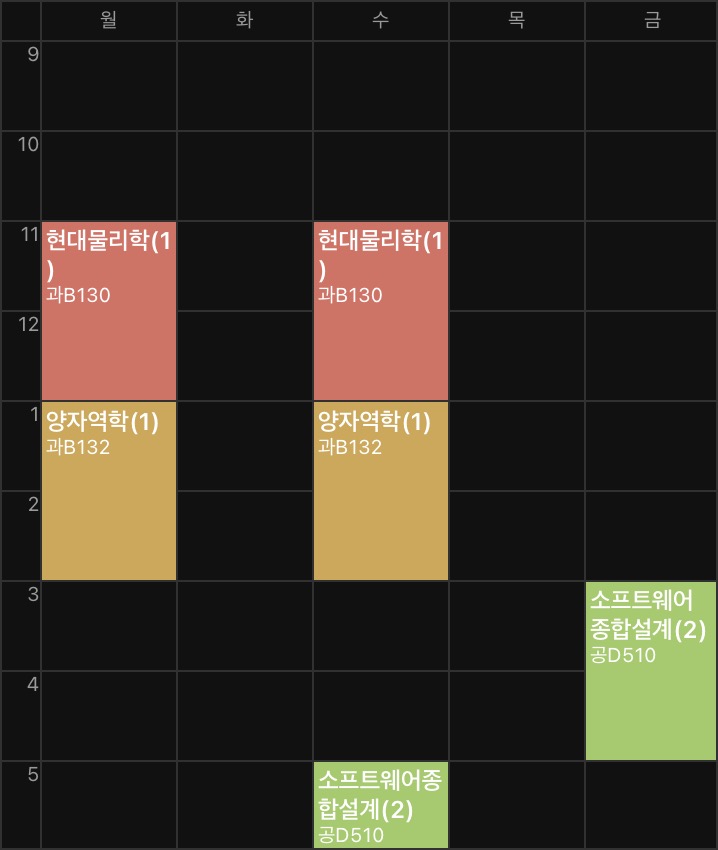 월 화 수 목 금
9
10
11
현대물리학(1
)
과B130
현대물리학(1
)
과B130
12
1
양자역학(1)
과B132
양자역학(1)
과B132
2
3
소프트웨어
종합설계(2)
공D510
4
5
소프트웨어종
합설계(2)
공D510